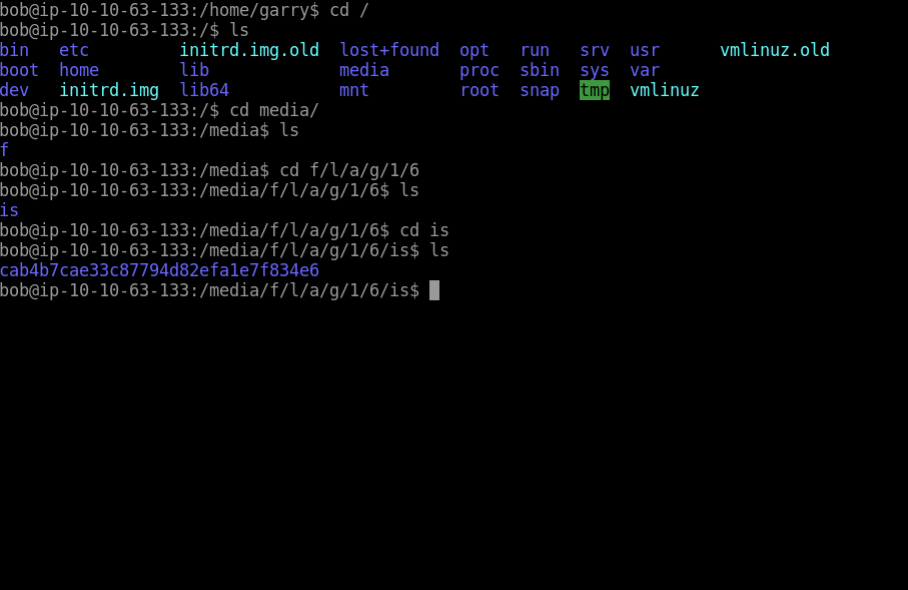 bob@ip-10-10-63-133:/home/garry$ cd /
bob@ip-10-10-63-133:/$ ls
bin   etc         initrd.img.old  lost+found  opt   run   srv  usr      vmlinuz.old
boot  home        lib             media       proc  sbin  sys  var
dev   initrd.img  lib64           mnt         root  snap  tmp  vmlinuz
bob@ip-10-10-63-133:/$ cd media/
bob@ip-10-10-63-133:/media$ ls
f
bob@ip-10-10-63-133:/media$ cd f/l/a/g/1/6
bob@ip-10-10-63-133:/media/f/l/a/g/1/6$ ls
is
bob@ip-10-10-63-133:/media/f/l/a/g/1/6$ cd is
bob@ip-10-10-63-133:/media/f/l/a/g/1/6/is$ ls
cab4b7cae33c87794d82efa1e7f834e6
bob@ip-10-10-63-133:/media/f/l/a/g/1/6/is$